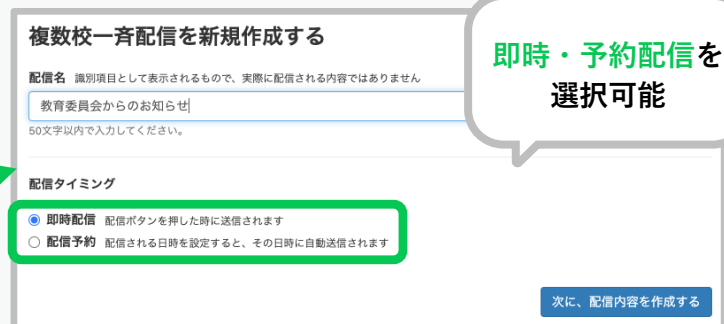 複数校一斉配信を新規作成する
配信名 識別項目として表示されるもので、実際に配信される内容ではありません
教育委員会からのお知らせ
50文字以内で入力してください。
即時・予約配信を
選択可能
配信タイミング
即時配信 配信ボタンを押した時に送信されます
配信予約 配信される日時を設定すると、その日時に自動送信されます
次に、配信内容を作成する